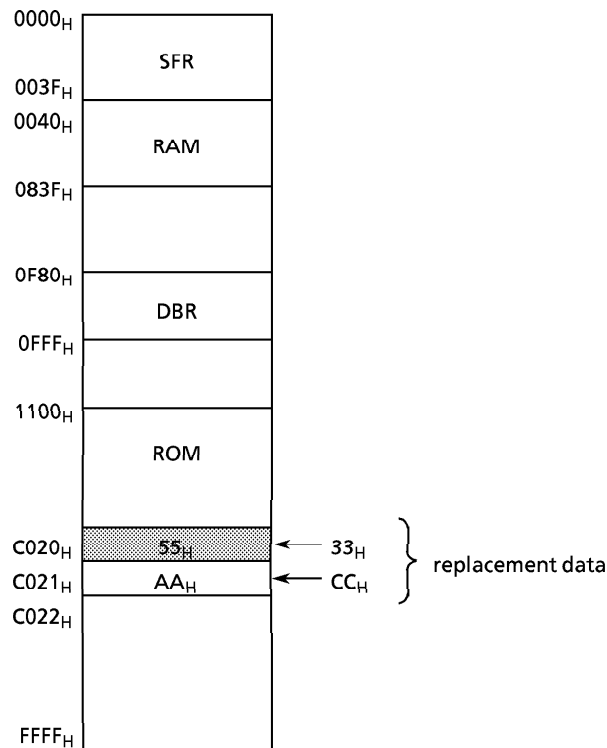 0000H
SFR
003FH
0040H
RAM
083FH
0F80H
DBR
0FFFH
1100H
ROM
C020H 55H 33H
replacement data
C021H AAH CCH
C022H
FFFFH